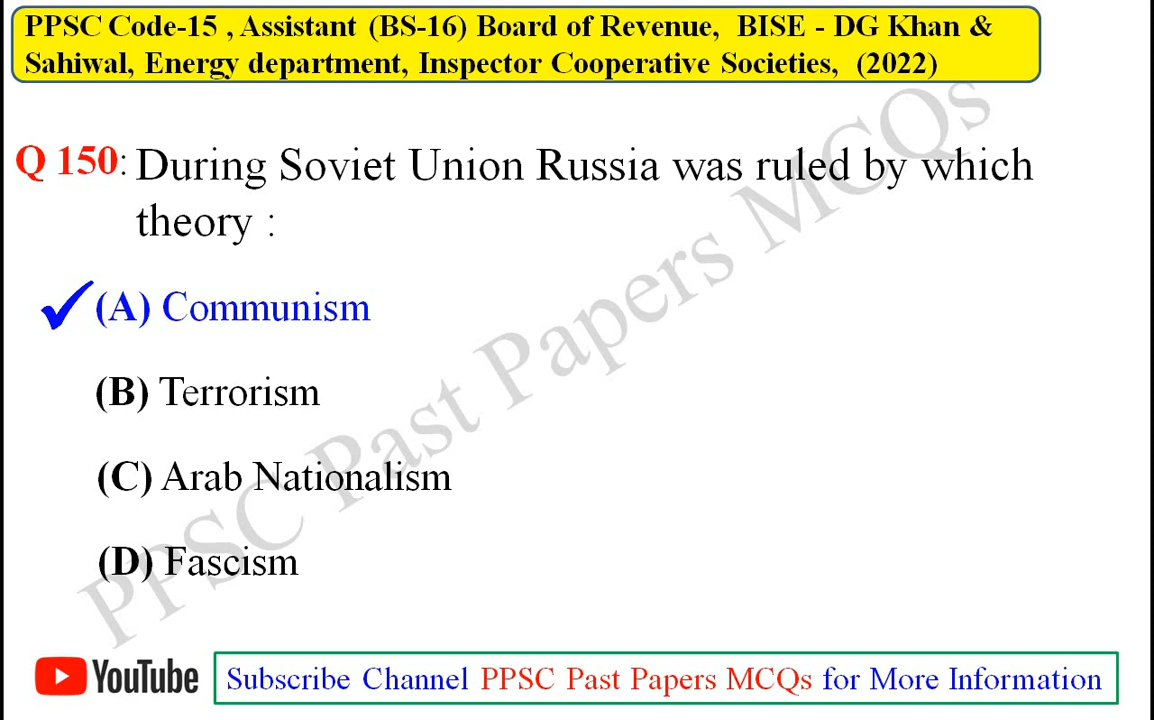 PPSC Code-15 , Assistant (BS-16) Board of Revenue, BISE - DG Khan &
Sahiwal, Energy department, Inspector Cooperative Societies, (2022)
Q 150: During Soviet Union Russia was ruled by which
theory :
(A) Communism
(B) Terrorism
(C) Arab Nationalism
(D) Fascism
PPSC Past Papers MCQs
YouTube Subscribe Channel PPSC Past Papers MCQs for More Information